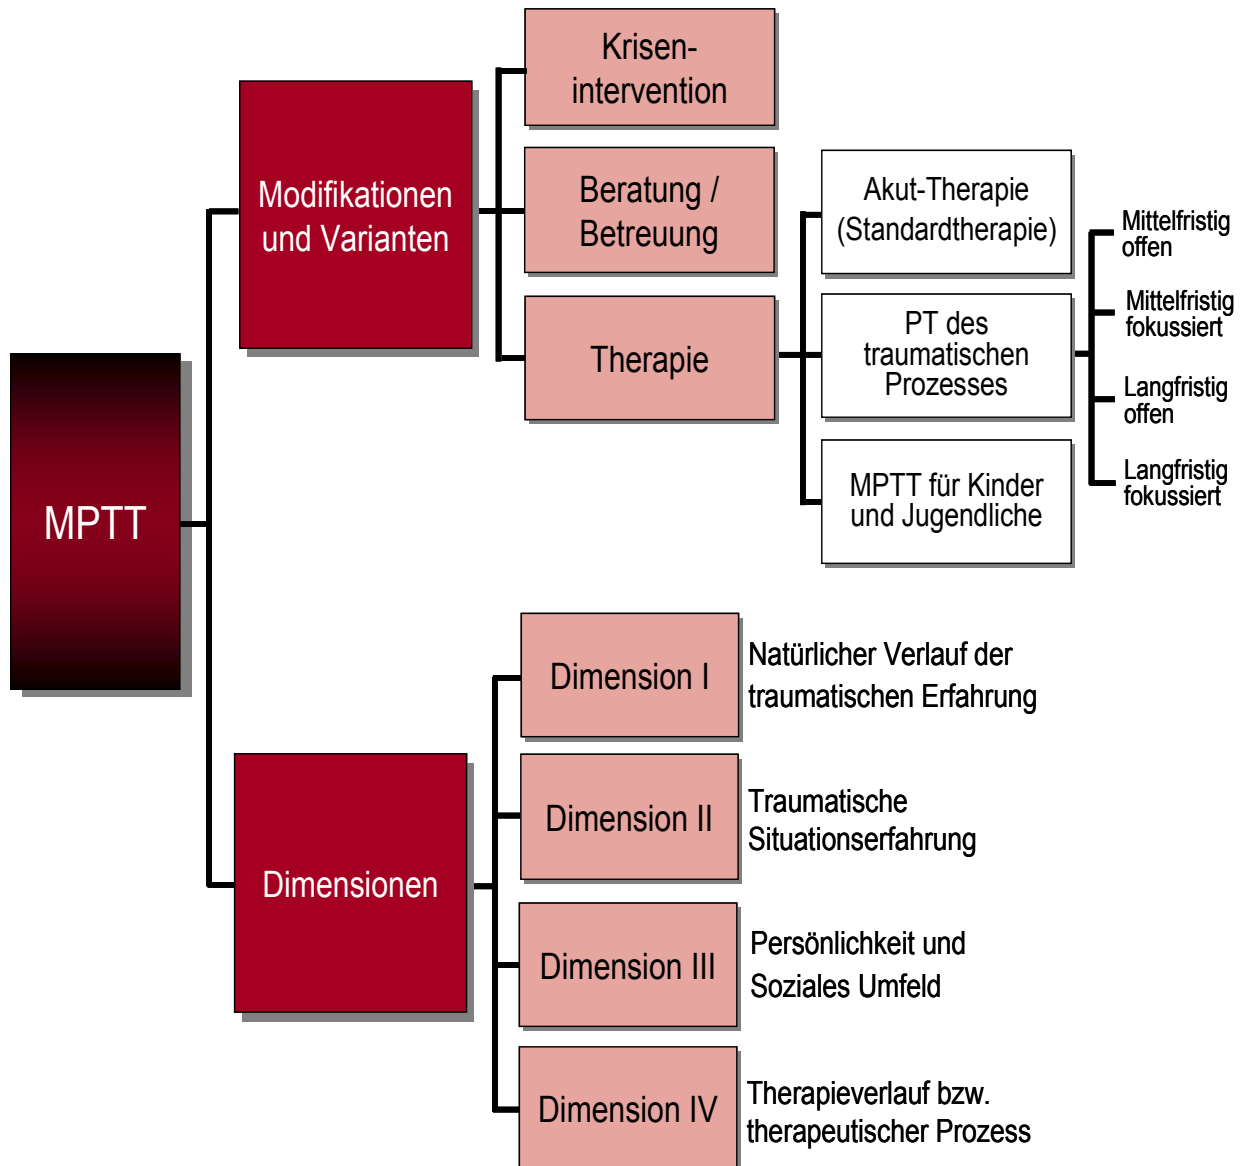 MPTT
Modifikationen
und Varianten
Krisen-
intervention
Beratung /
Betreuung
Therapie
Akut-Therapie
(Standardtherapie)
PT des
traumatischen
Prozesses
MPTT für Kinder
und Jugendliche
Mittelfristig
offen
Mittelfristig
fokussiert
Langfristig
offen
Langfristig
fokussiert
Dimensionen
Dimension I
Natürlicher Verlauf der
traumatischen Erfahrung
Dimension II
Traumatische
Situationserfahrung
Dimension III
Persönlichkeit und
Soziales Umfeld
Dimension IV
Therapieverlauf bzw.
therapeutischer Prozess